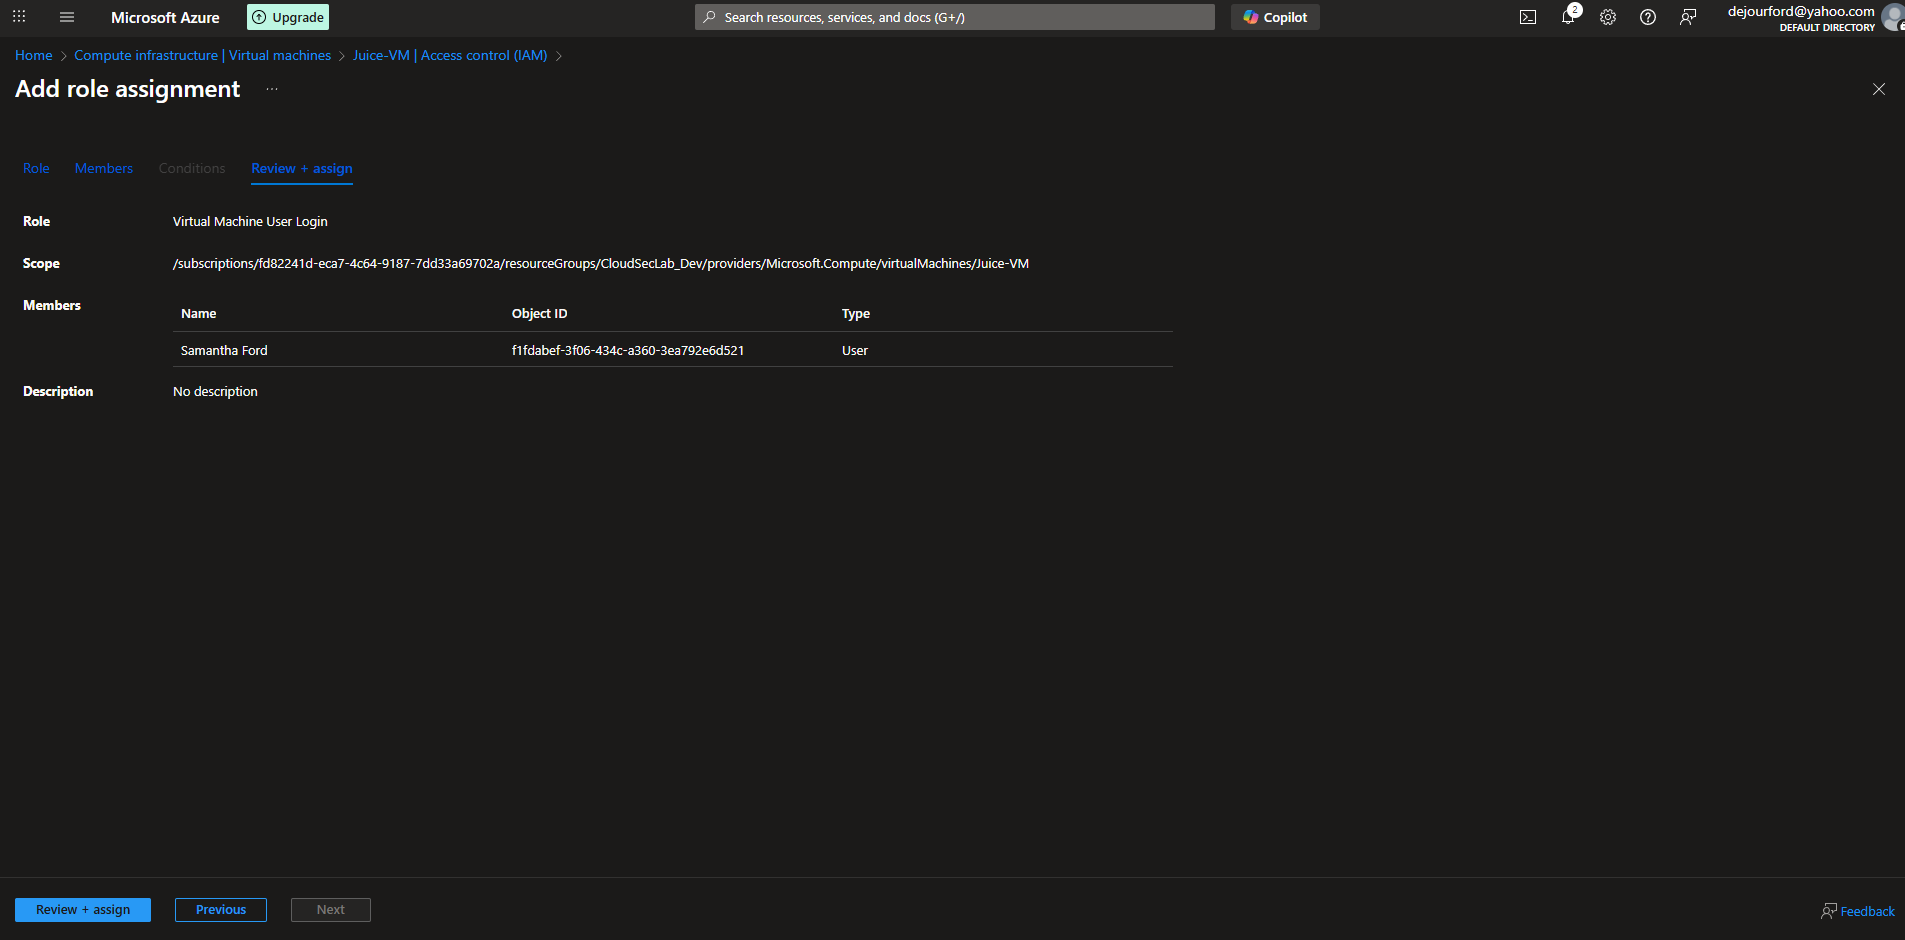 Microsoft Azure
Upgrade
Search resources, services, and docs (G+/)
Copilot
2
dejourford@yahoo.com
DEFAULT DIRECTORY
Home > Compute infrastructure | Virtual machines > Juice-VM | Access control (IAM) >
Add role assignment ...
Role Members Conditions Review + assign
Role Virtual Machine User Login
Scope /subscriptions/fd82241d-eca7-4c64-9187-7dd33a69702a/resourceGroups/CloudSecLab_Dev/providers/Microsoft.Compute/virtualMachines/Juice-VM
Members
Name Object ID Type
Samantha Ford f1fdabef-3f06-434c-a360-3ea792e6d521 User
Description No description
Review + assign Previous Next
Feedback